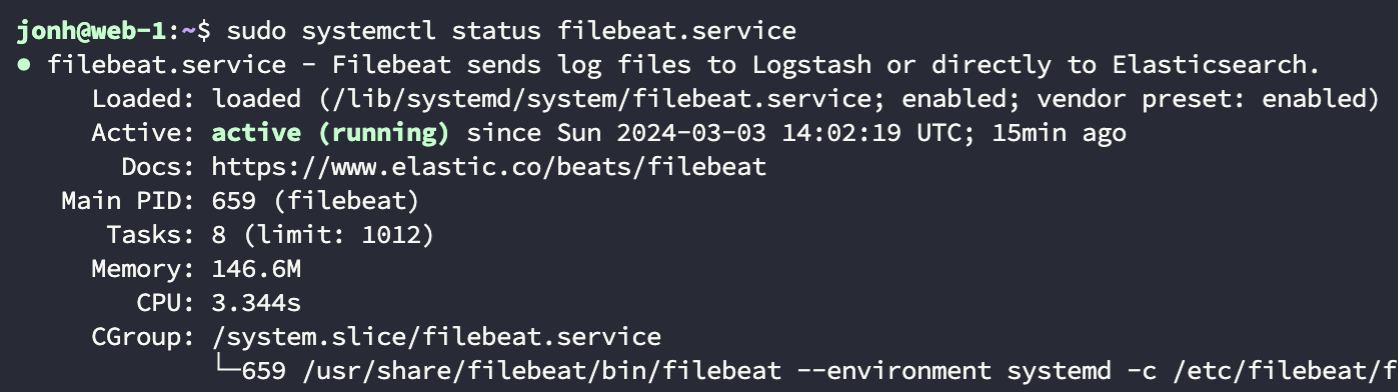 jonh@web-1:~$ sudo systemctl status filebeat.service
● filebeat.service - Filebeat sends log files to Logstash or directly to Elasticsearch.
     Loaded: loaded (/lib/systemd/system/filebeat.service; enabled; vendor preset: enabled)
     Active: active (running) since Sun 2024-03-03 14:02:19 UTC; 15min ago
       Docs: https://www.elastic.co/beats/filebeat
   Main PID: 659 (filebeat)
      Tasks: 8 (limit: 1012)
     Memory: 146.6M
        CPU: 3.344s
     CGroup: /system.slice/filebeat.service
             └─659 /usr/share/filebeat/bin/filebeat --environment systemd -c /etc/filebeat/f